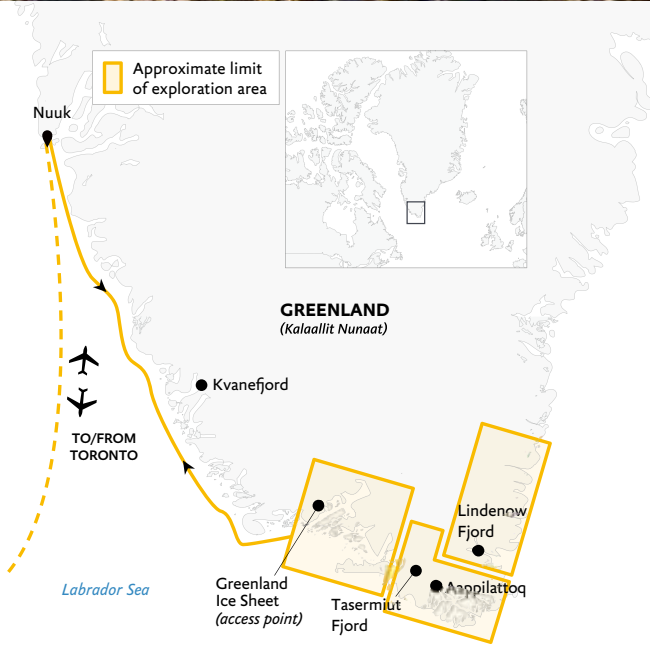 Approximate limit
of exploration area
Nuuk
GREENLAND
(Kalaallit Nunaat)
Kvanefjord
TO/FROM
TORONTO
Lindenow
Fjord
Labrador Sea
Greenland
Ice Sheet
(access point)
Tasermiut
Fjord
Aappilattoq